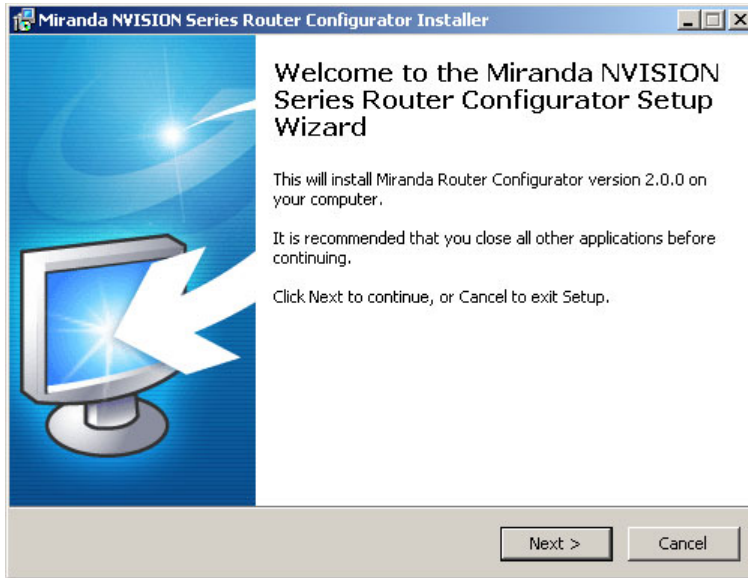 Miranda NVISION Series Router Configurator Installer
Welcome to the Miranda NVISION
Series Router Configurator Setup
Wizard
This will install Miranda Router Configurator version 2.0.0 on
your computer.
It is recommended that you close all other applications before
continuing.
Click Next to continue, or Cancel to exit Setup.
Next >
Cancel